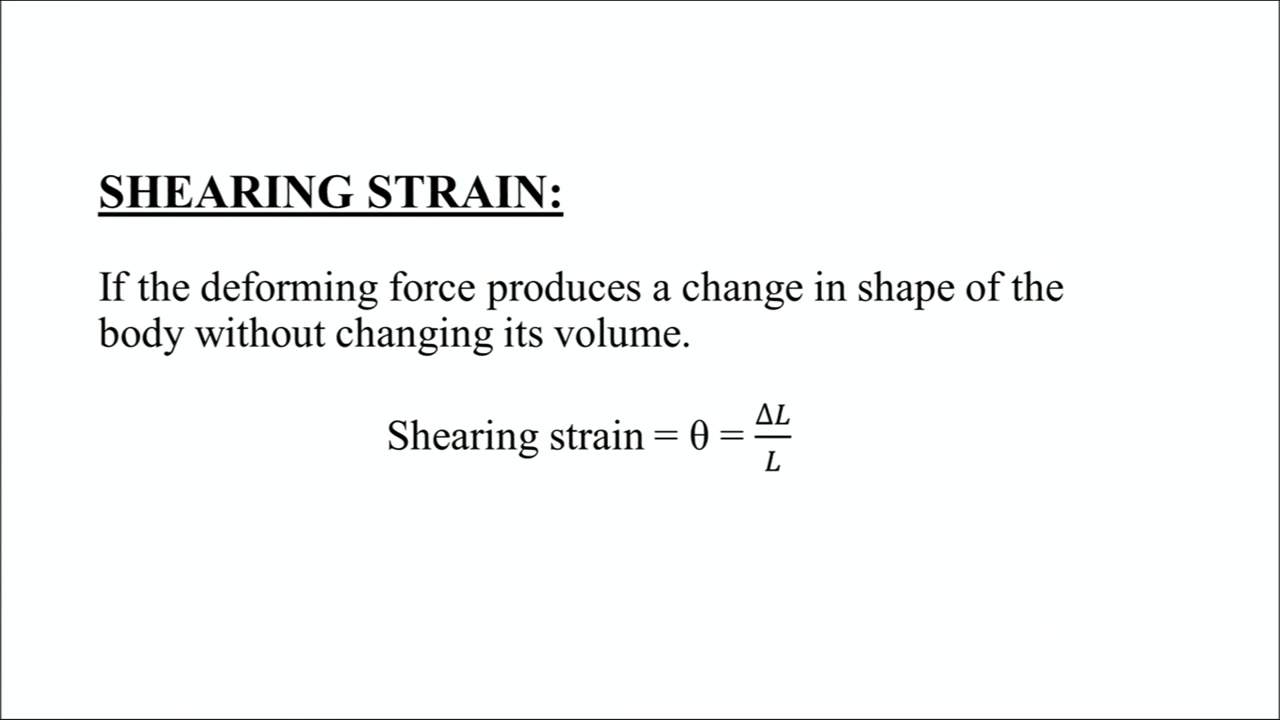 SHEARING STRAIN:
If the deforming force produces a change in shape of the
body without changing its volume.
Shearing strain = θ = ΔL/L